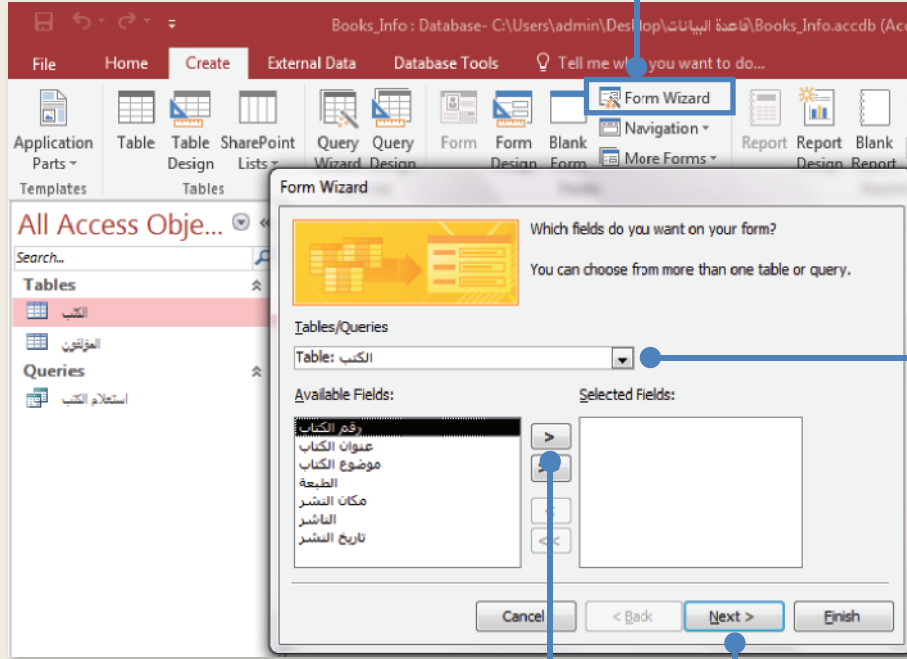 Books_Info : Database- C:\Users\admin\Desktop\قاعدة البيانات\Books_Info.accdb (Acc
File Home Create External Data Database Tools Tell me what you want to do...
Form Wizard
Navigation
More Forms
Application Parts
Table
Table Design
SharePoint Lists
Query Wizard
Query Design
Form
Form Design
Blank Form
Report
Report Design
Blank Report
Templates
Tables
All Access Obje...
Search...
Tables
الكتب
المؤلفون
Queries
استعلام الكتب
Form Wizard
Which fields do you want on your form?
You can choose from more than one table or query.
Tables/Queries
Table: الكتب
Available Fields:
Selected Fields:
رقم الكتاب
عنوان الكتاب
موضوع الكتاب
الطبعة
مكان النشر
الناشر
تاريخ النشر
>
>>
<
<<
Cancel
< Back
Next >
Finish